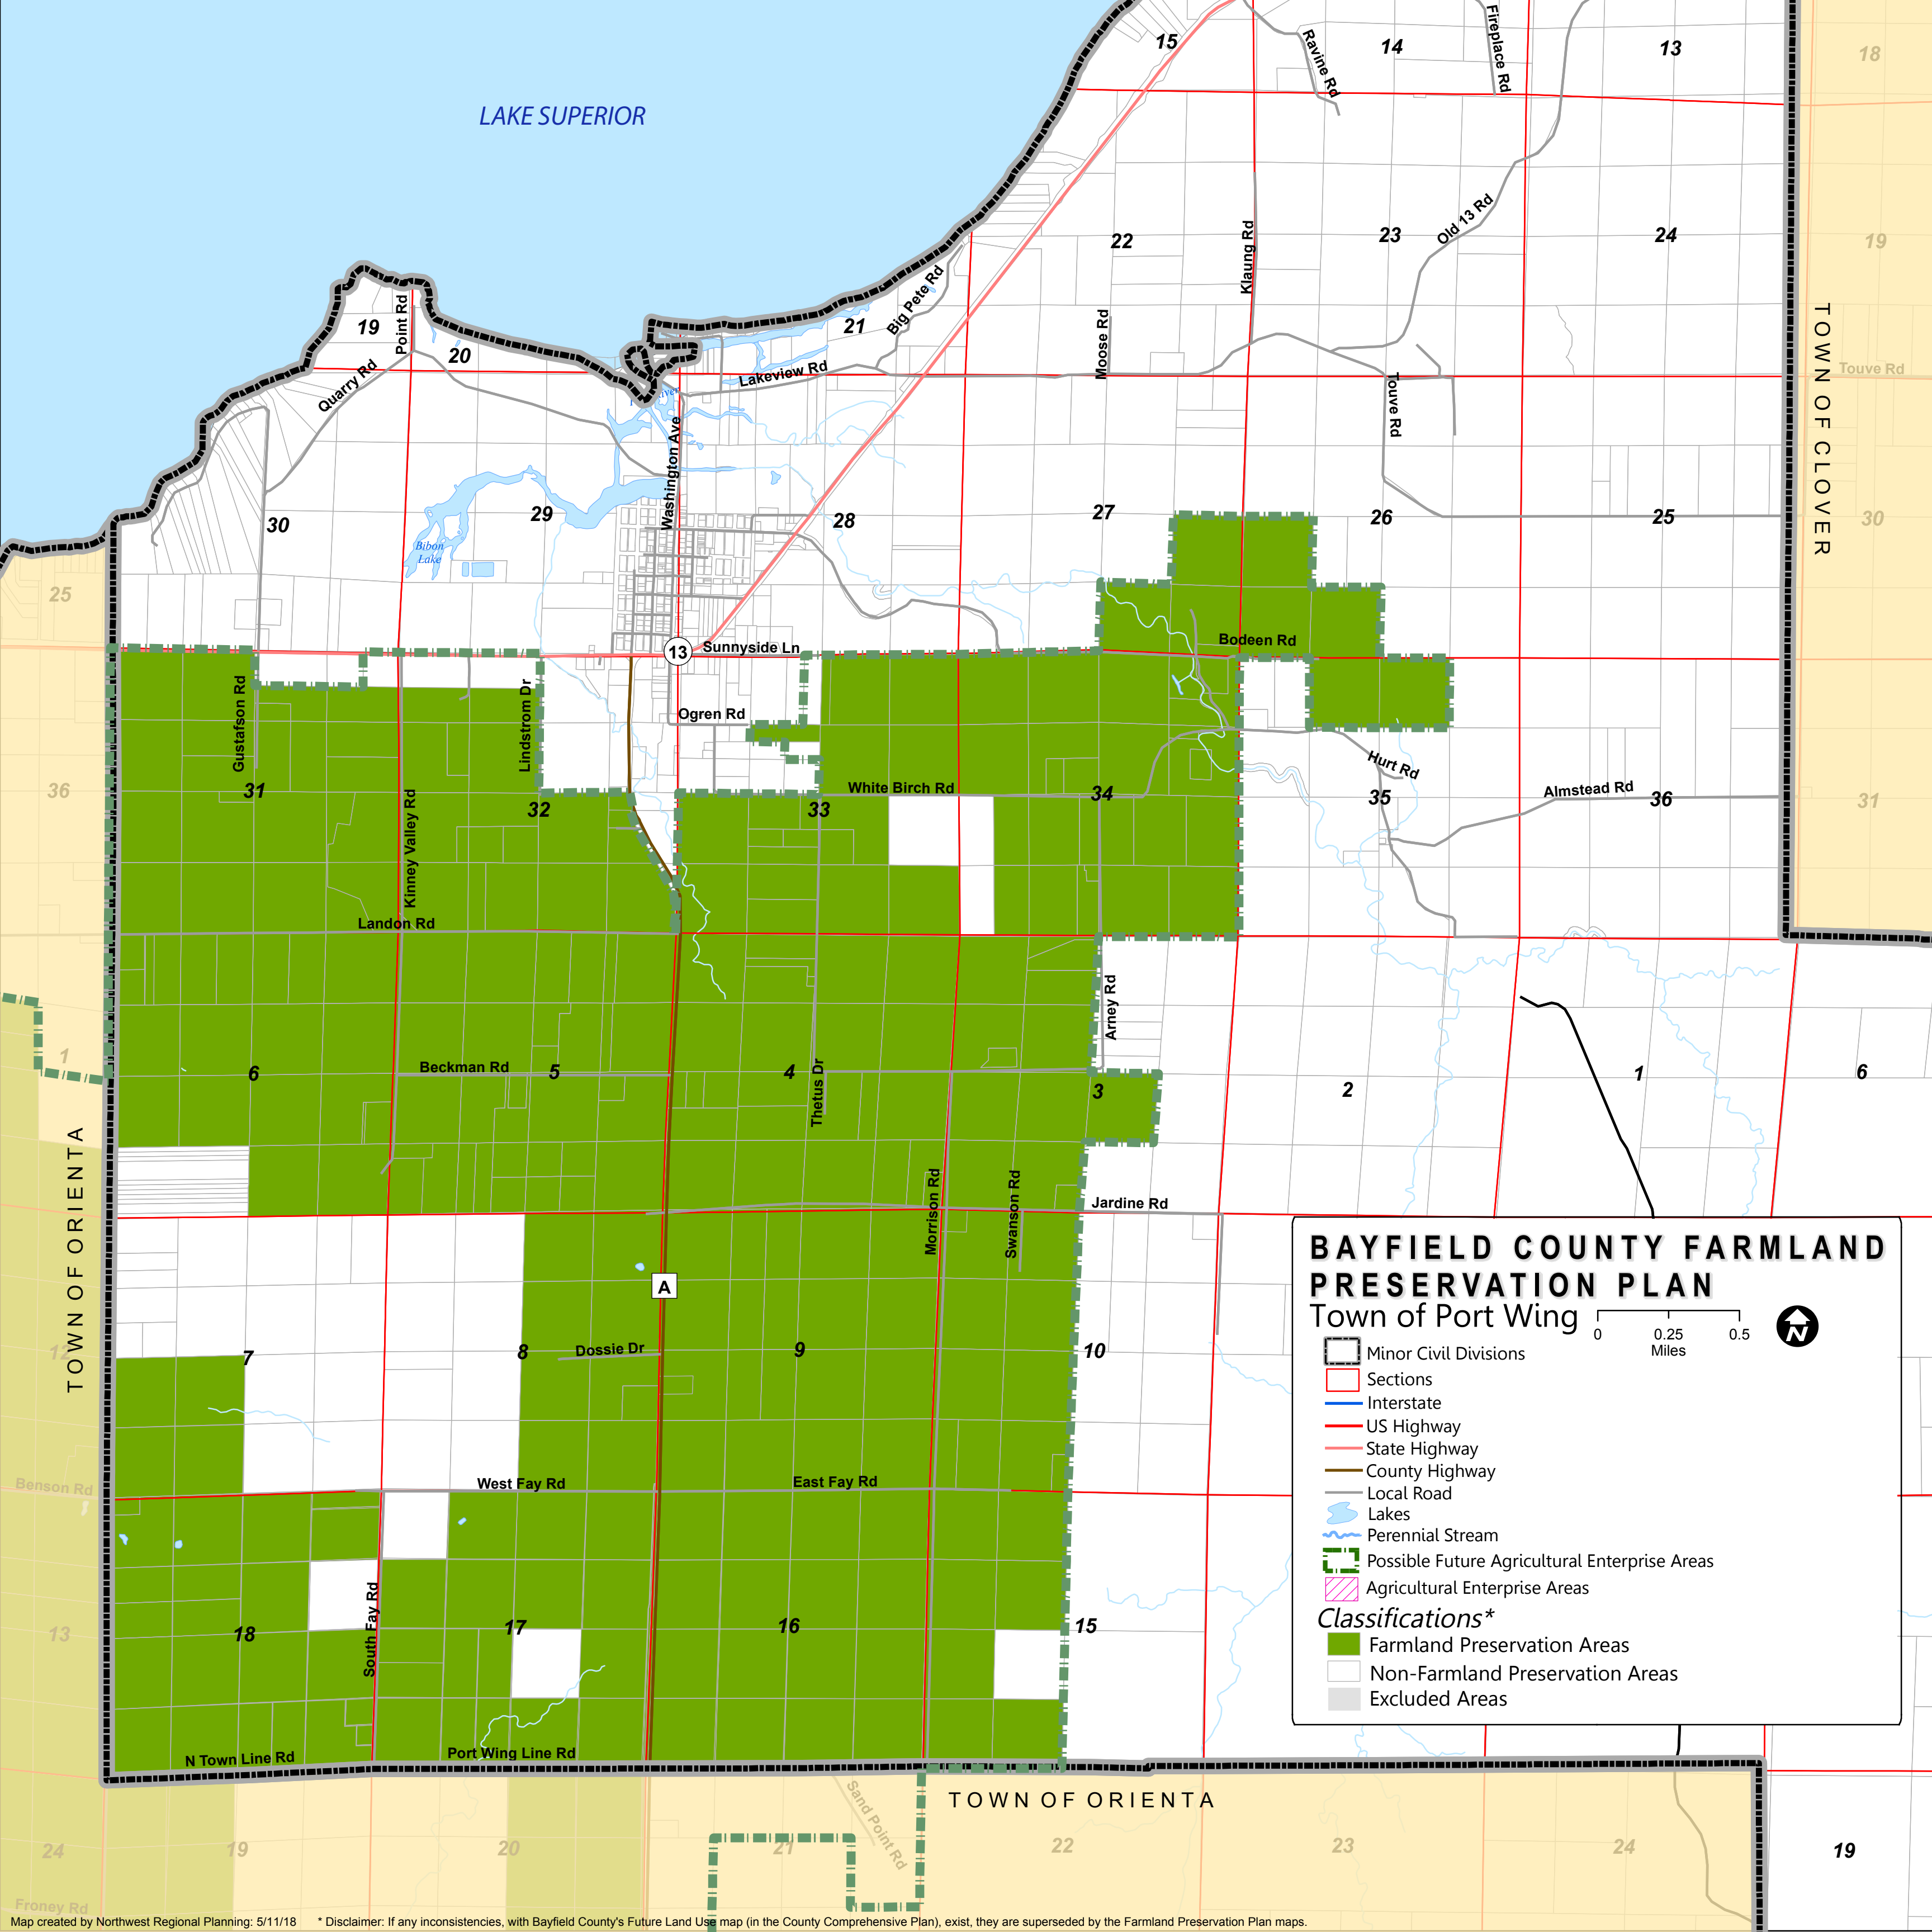 15
14
13
18
Ravine Rd
Fireplace Rd
LAKE SUPERIOR
22
23
24
19
Klaung Rd
Old 13 Rd
19
Point Rd
20
21
Big Pete Rd
Moose Rd
Quarry Rd
Lakeview Rd
Touve Rd
Touve Rd
TOWN OF CLOVER
Washington Ave
30
29
28
27
26
25
30
Bibon
Lake
25
13
Sunnyside Ln
Bodeen Rd
Gustafson Rd
Lindstrom Dr
Ogren Rd
Hurt Rd
36
31
32
White Birch Rd
33
34
35
Almstead Rd
36
31
Kinney Valley Rd
Landon Rd
Arney Rd
1
6
Beckman Rd
5
4
Thetus Dr
3
2
1
6
TOWN OF ORIENTA
Morrison Rd
Swanson Rd
Jardine Rd
A
12
7
8
Dossie Dr
9
10
Benson Rd
West Fay Rd
East Fay Rd
13
18
South Fay Rd
17
16
15
N Town Line Rd
Port Wing Line Rd
TOWN OF ORIENTA
24
19
20
21
Sand Point Rd
22
23
24
19
Froney Rd
BAYFIELD COUNTY FARMLAND
PRESERVATION PLAN
Town of Port Wing
0 0.25 0.5
Miles
N
Minor Civil Divisions
Sections
Interstate
US Highway
State Highway
County Highway
Local Road
Lakes
Perennial Stream
Possible Future Agricultural Enterprise Areas
Agricultural Enterprise Areas
Classifications*
Farmland Preservation Areas
Non-Farmland Preservation Areas
Excluded Areas
Map created by Northwest Regional Planning: 5/11/18 * Disclaimer: If any inconsistencies, with Bayfield County's Future Land Use map (in the County Comprehensive Plan), exist, they are superseded by the Farmland Preservation Plan maps.